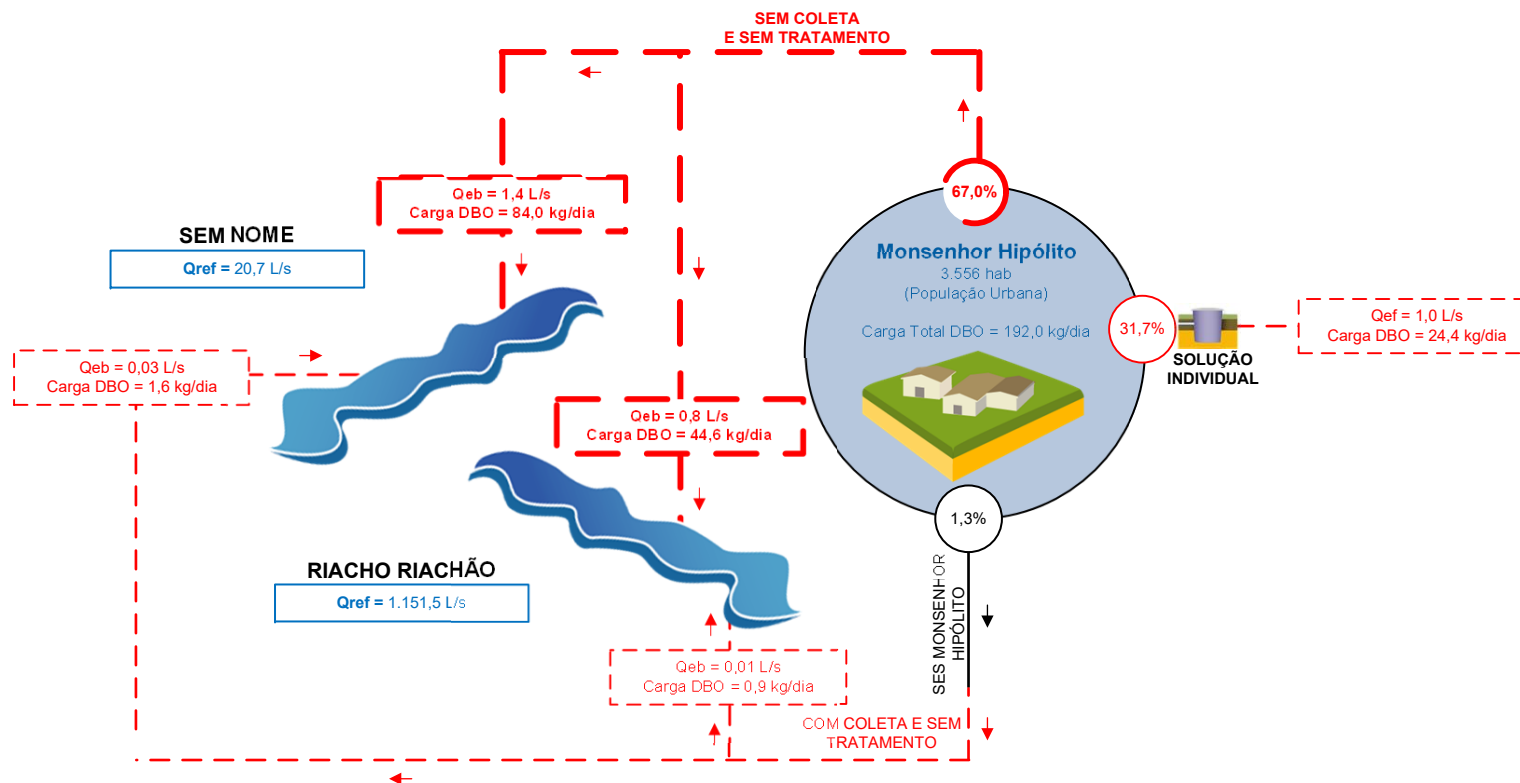 SEM COLETA
E SEM TRATAMENTO
Qeb = 1,4 L/s
Carga DBO = 84,0 kg/dia
67,0%
SEM NOME
Qref = 20,7 L/s
Monsenhor Hipólito
3.556 hab
(População Urbana)
Carga Total DBO = 192,0 kg/dia
31,7%
SOLUÇÃO
INDIVIDUAL
Qef = 1,0 L/s
Carga DBO = 24,4 kg/dia
Qeb = 0,03 L/s
Carga DBO = 1,6 kg/dia
Qeb = 0,8 L/s
Carga DBO = 44,6 kg/dia
1,3%
RIACHO RIACHÃO
Qref = 1.151,5 L/s
SES MONSENHOR
HIPÓLITO
Qeb = 0,01 L/s
Carga DBO = 0,9 kg/dia
COM COLETA E SEM
TRATAMENTO